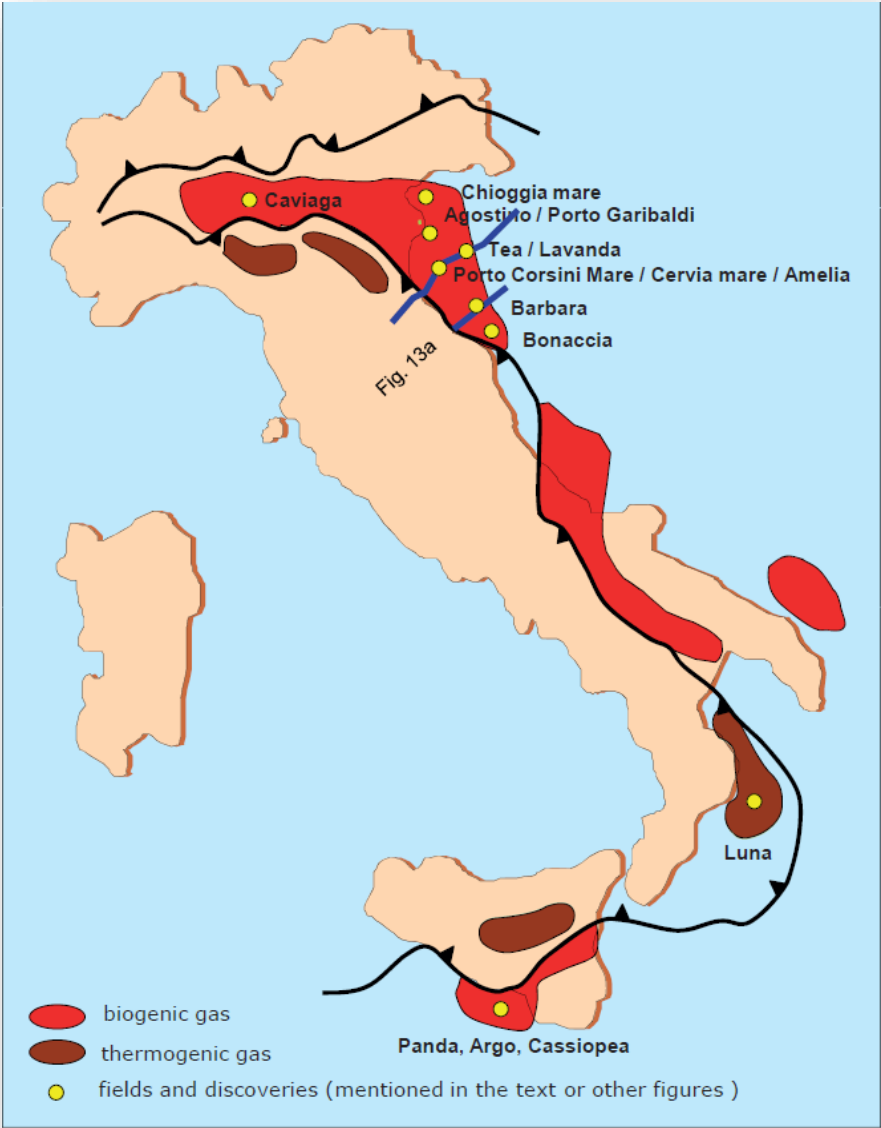 Caviaga
Chioggia mare
Agostino / Porto Garibaldi
Tea / Lavanda
Porto Corsini Mare / Cervia mare / Amelia
Barbara
Bonaccia
Fig. 13a
Luna
Panda, Argo, Cassiopea
biogenic gas
thermogenic gas
fields and discoveries (mentioned in the text or other figures )